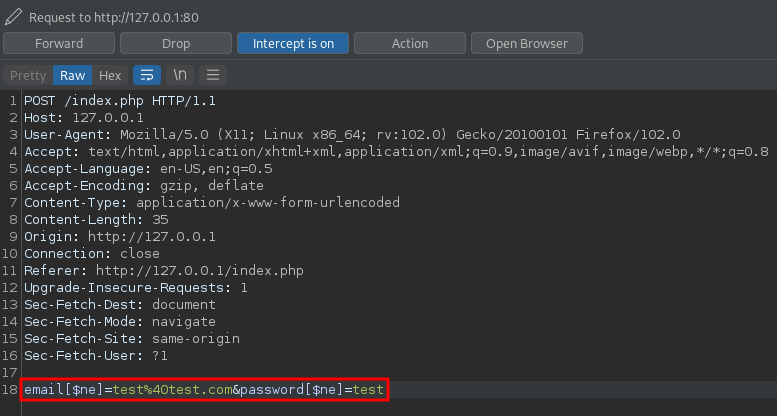 Request to http://127.0.0.1:80
Forward Drop Intercept is on Action Open Browser
Pretty Raw Hex \n
1 POST /index.php HTTP/1.1
2 Host: 127.0.0.1
3 User-Agent: Mozilla/5.0 (X11; Linux x86_64; rv:102.0) Gecko/20100101 Firefox/102.0
4 Accept: text/html,application/xhtml+xml,application/xml;q=0.9,image/avif,image/webp,*/*;q=0.8
5 Accept-Language: en-US,en;q=0.5
6 Accept-Encoding: gzip, deflate
7 Content-Type: application/x-www-form-urlencoded
8 Content-Length: 35
9 Origin: http://127.0.0.1
10 Connection: close
11 Referer: http://127.0.0.1/index.php
12 Upgrade-Insecure-Requests: 1
13 Sec-Fetch-Dest: document
14 Sec-Fetch-Mode: navigate
15 Sec-Fetch-Site: same-origin
16 Sec-Fetch-User: ?1
17
18 email[$ne]=test%40test.com&password[$ne]=test